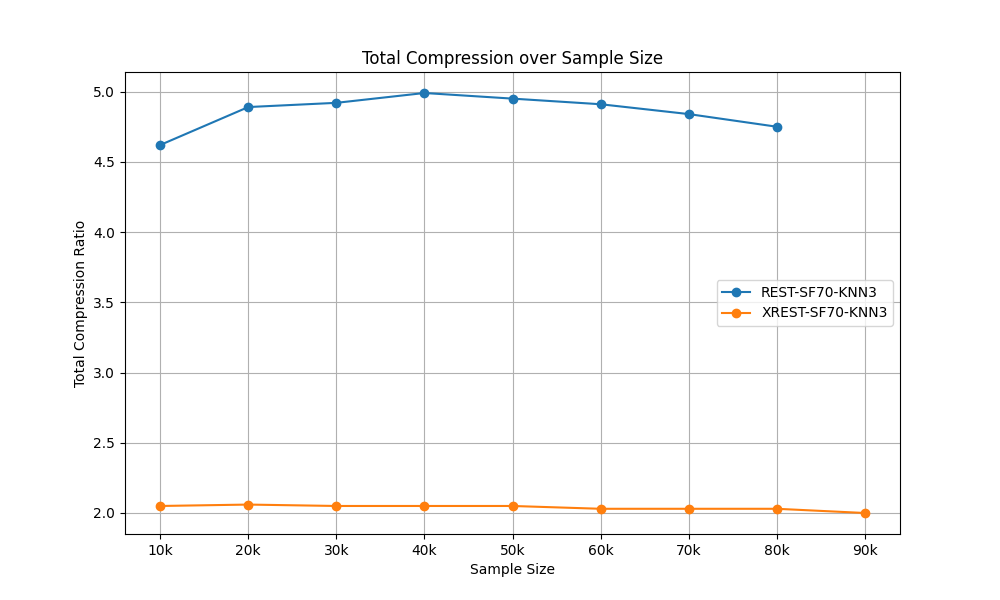 Total Compression over Sample Size
Total Compression Ratio
5.0
4.5
4.0
3.5
3.0
2.5
2.0
REST-SF70-KNN3
XREST-SF70-KNN3
10k 20k 30k 40k 50k 60k 70k 80k 90k
Sample Size